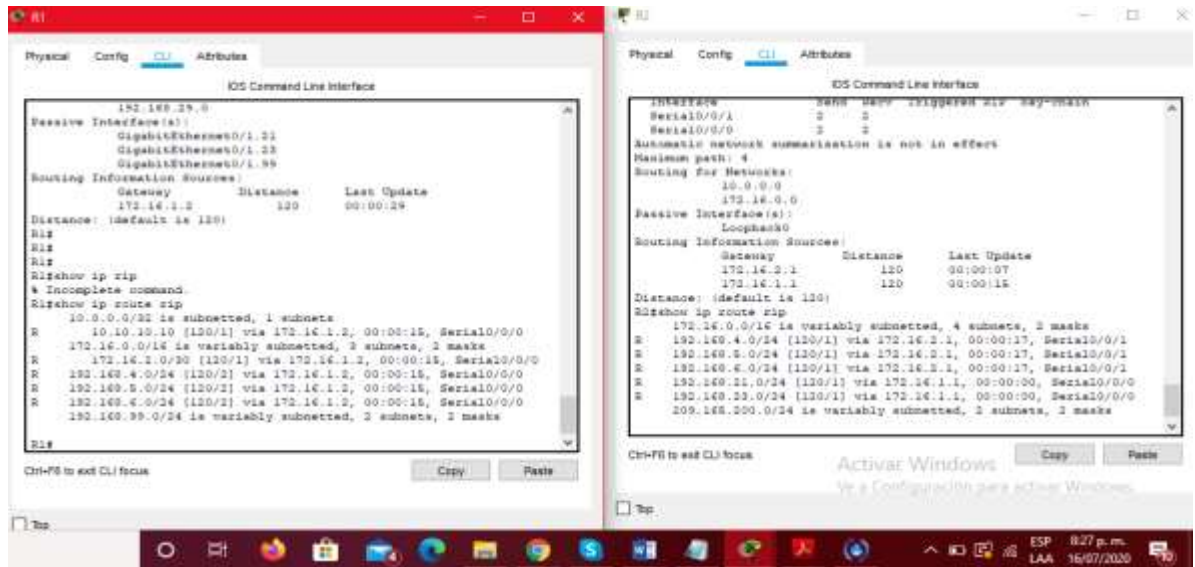 R1
Physical Config CLI Attributes
IOS Command Line Interface
192.168.29.0
Passive Interface(s):
GigabitEthernet0/1.21
GigabitEthernet0/1.23
GigabitEthernet0/1.99
Routing Information Sources:
Gateway Distance Last Update
172.16.1.2 120 00:00:29
Distance: (default is 120)
R1#
R1#
R1#
R1#show ip rip
% Incomplete command.
R1#show ip route rip
10.0.0.0/32 is subnetted, 1 subnets
R 10.10.10.10 [120/1] via 172.16.1.2, 00:00:15, Serial0/0/0
172.16.0.0/16 is variably subnetted, 3 subnets, 2 masks
R 172.16.2.0/30 [120/1] via 172.16.1.2, 00:00:15, Serial0/0/0
R 192.168.4.0/24 [120/2] via 172.16.1.2, 00:00:15, Serial0/0/0
R 192.168.5.0/24 [120/2] via 172.16.1.2, 00:00:15, Serial0/0/0
R 192.168.6.0/24 [120/2] via 172.16.1.2, 00:00:15, Serial0/0/0
192.168.99.0/24 is variably subnetted, 2 subnets, 2 masks
R1#
Ctrl+F6 to exit CLI focus
Copy Paste
Top
R2
Physical Config CLI Attributes
IOS Command Line Interface
Interface Send Recv Triggered RIP Key-chain
Serial0/0/1 2 2
Serial0/0/0 2 2
Automatic network summarization is not in effect
Maximum path: 4
Routing for Networks:
10.0.0.0
172.16.0.0
Passive Interface(s):
Loopback0
Routing Information Sources:
Gateway Distance Last Update
172.16.2.1 120 00:00:07
172.16.1.1 120 00:00:15
Distance: (default is 120)
R2#show ip route rip
172.16.0.0/16 is variably subnetted, 4 subnets, 2 masks
R 192.168.4.0/24 [120/1] via 172.16.2.1, 00:00:17, Serial0/0/1
R 192.168.5.0/24 [120/1] via 172.16.2.1, 00:00:17, Serial0/0/1
R 192.168.6.0/24 [120/1] via 172.16.2.1, 00:00:17, Serial0/0/1
R 192.168.21.0/24 [120/1] via 172.16.1.1, 00:00:00, Serial0/0/0
R 192.168.23.0/24 [120/1] via 172.16.1.1, 00:00:00, Serial0/0/0
209.165.200.0/24 is variably subnetted, 2 subnets, 2 masks
Ctrl+F6 to exit CLI focus
Copy Paste
Activar Windows
Ve a Configuración para activar Windows.
Top
ESP
LAA
8:27 p. m.
16/07/2020